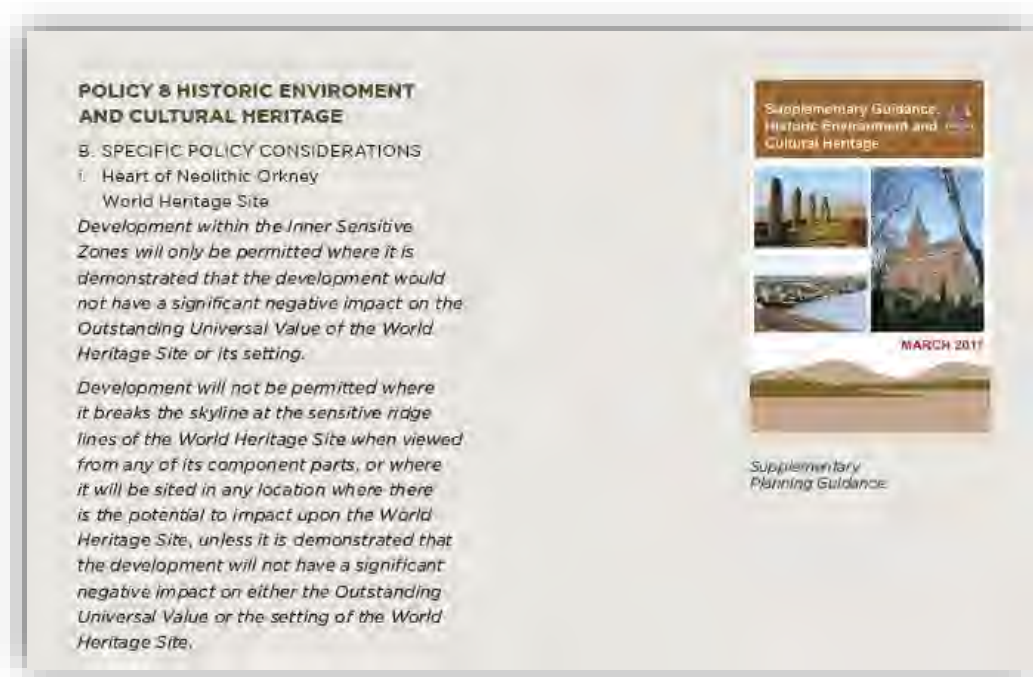 POLICY 8 HISTORIC ENVIROMENT
AND CULTURAL HERITAGE
B. SPECIFIC POLICY CONSIDERATIONS
i. Heart of Neolithic Orkney
World Heritage Site
Development within the Inner Sensitive
Zones will only be permitted where it is
demonstrated that the development would
not have a significant negative impact on the
Outstanding Universal Value of the World
Heritage Site or its setting.
Development will not be permitted where
it breaks the skyline at the sensitive ridge
lines of the World Heritage Site when viewed
from any of its component parts, or where
it will be sited in any location where there
is the potential to impact upon the World
Heritage Site, unless it is demonstrated that
the development will not have a significant
negative impact on either the Outstanding
Universal Value or the setting of the World
Heritage Site.
Supplementary Guidance:
Historic Environment and
Cultural Heritage
MARCH 2017
Supplementary
Planning Guidance